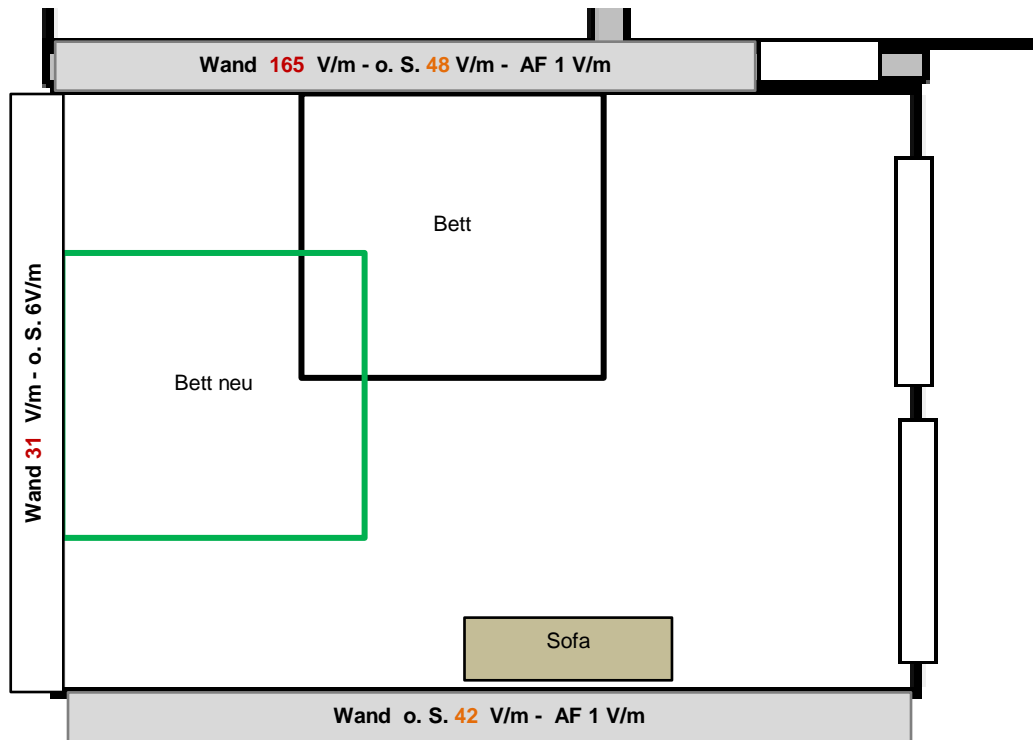 Wand 165 V/m - o. S. 48 V/m - AF 1 V/m
Bett
Wand 31 V/m - o. S. 6V/m
Bett neu
Sofa
Wand o. S. 42 V/m - AF 1 V/m